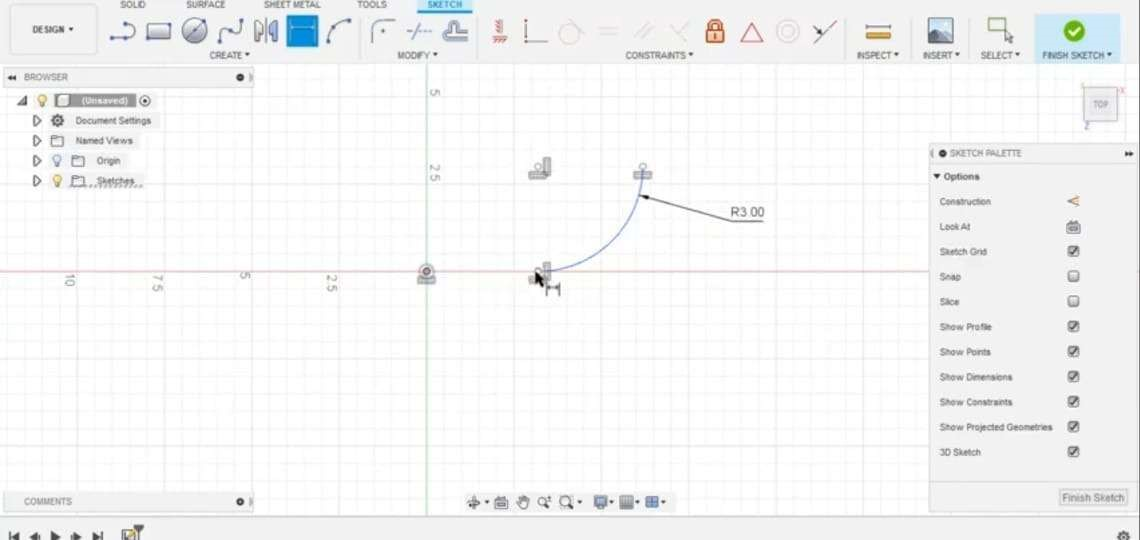 SOLID SURFACE SHEET METAL TOOLS SKETCH
DESIGN
CREATE MODIFY CONSTRAINTS INSPECT INSERT SELECT FINISH SKETCH
BROWSER
(Unsaved)
Document Settings
Named Views
Origin
Sketches
5
2.5
10 7.5 5 2.5
R3.00
TOP
X
Z
SKETCH PALETTE
Options
Construction
Look At
Sketch Grid
Snap
Slice
Show Profile
Show Points
Show Dimensions
Show Constraints
Show Projected Geometries
3D Sketch
Finish Sketch
COMMENTS